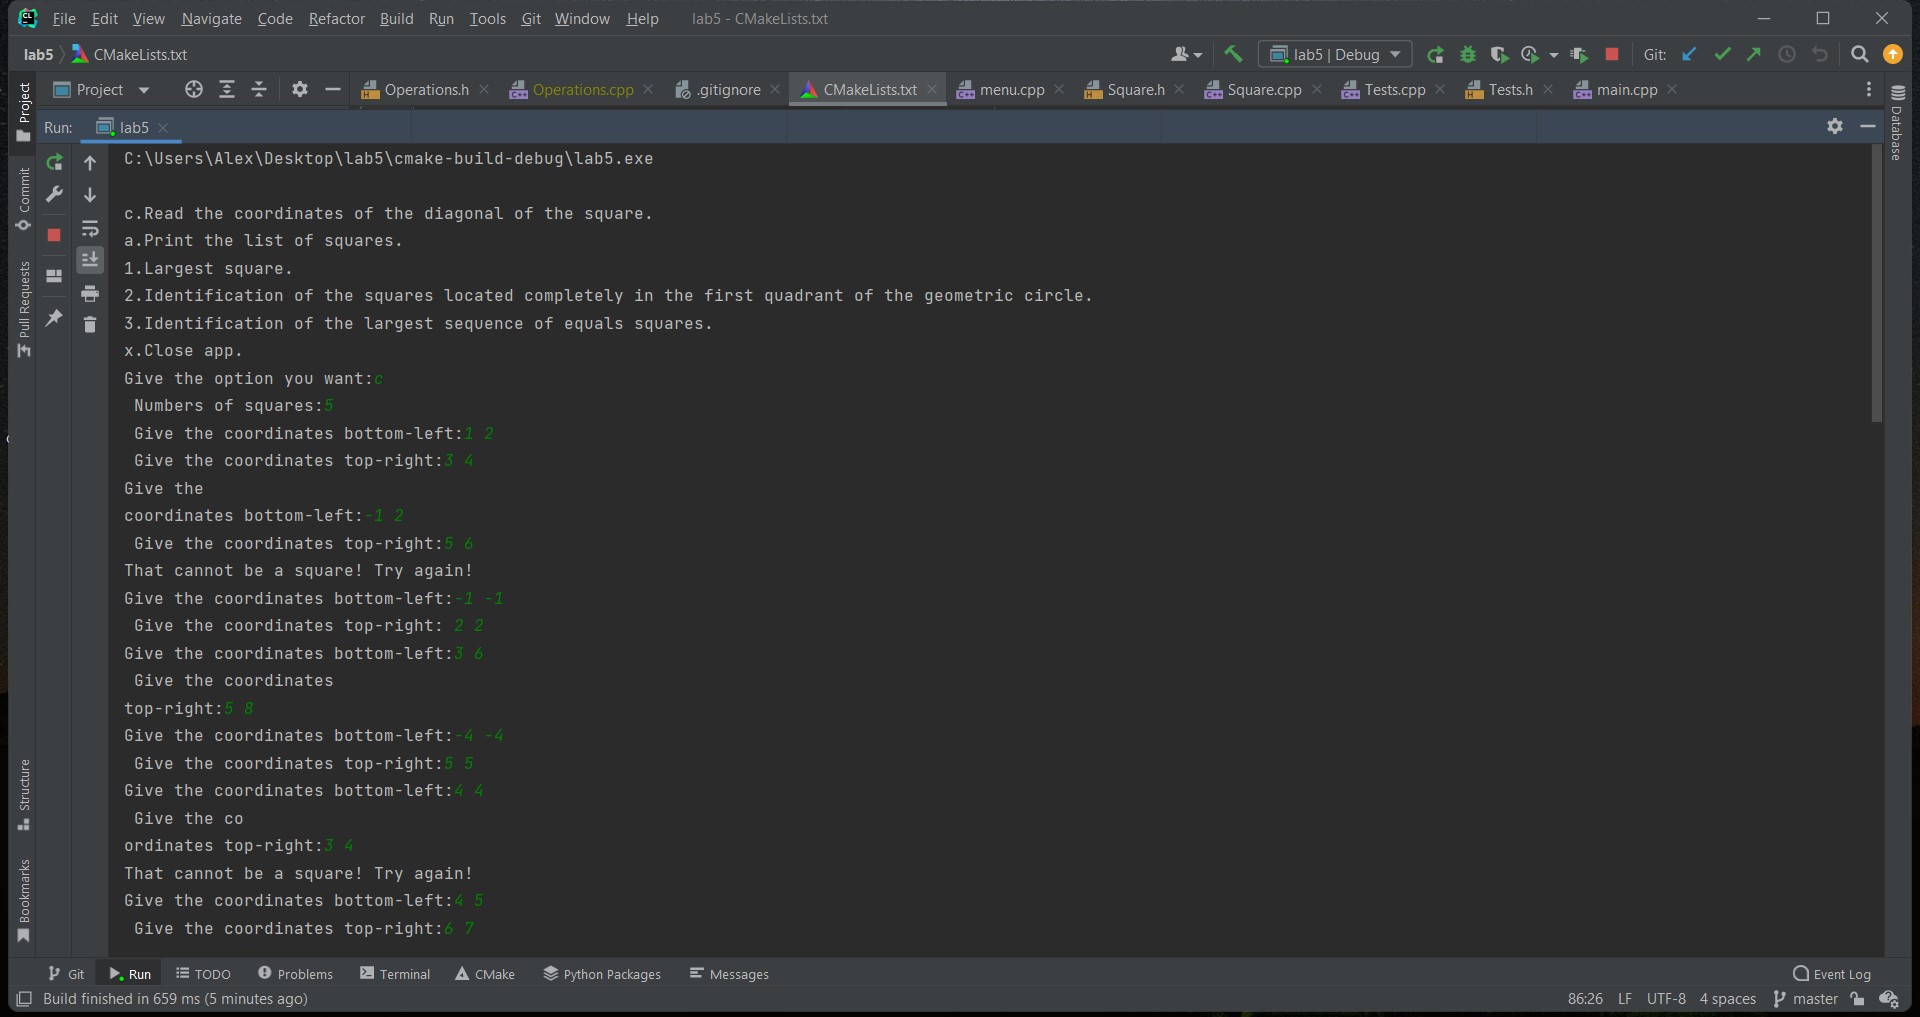 CL File Edit View Navigate Code Refactor Build Run Tools Git Window Help lab5 - CMakeLists.txt
lab5 CMakeLists.txt lab5 | Debug Git:
Project Operations.h Operations.cpp .gitignore CMakeLists.txt menu.cpp Square.h Square.cpp Tests.cpp Tests.h main.cpp
Run: lab5
Project
Commit
Pull Requests
Structure
Bookmarks
Database
C:\Users\Alex\Desktop\lab5\cmake-build-debug\lab5.exe
c.Read the coordinates of the diagonal of the square.
a.Print the list of squares.
1.Largest square.
2.Identification of the squares located completely in the first quadrant of the geometric circle.
3.Identification of the largest sequence of equals squares.
x.Close app.
Give the option you want:c
Numbers of squares:5
Give the coordinates bottom-left:1 2
Give the coordinates top-right:3 4
Give the
coordinates bottom-left:-1 2
Give the coordinates top-right:5 6
That cannot be a square! Try again!
Give the coordinates bottom-left:-1 -1
Give the coordinates top-right: 2 2
Give the coordinates bottom-left:3 6
Give the coordinates
top-right:5 8
Give the coordinates bottom-left:-4 -4
Give the coordinates top-right:5 5
Give the coordinates bottom-left:4 4
Give the co
ordinates top-right:3 4
That cannot be a square! Try again!
Give the coordinates bottom-left:4 5
Give the coordinates top-right:6 7
Git Run TODO Problems Terminal CMake Python Packages Messages Event Log
Build finished in 659 ms (5 minutes ago) 86:26 LF UTF-8 4 spaces master